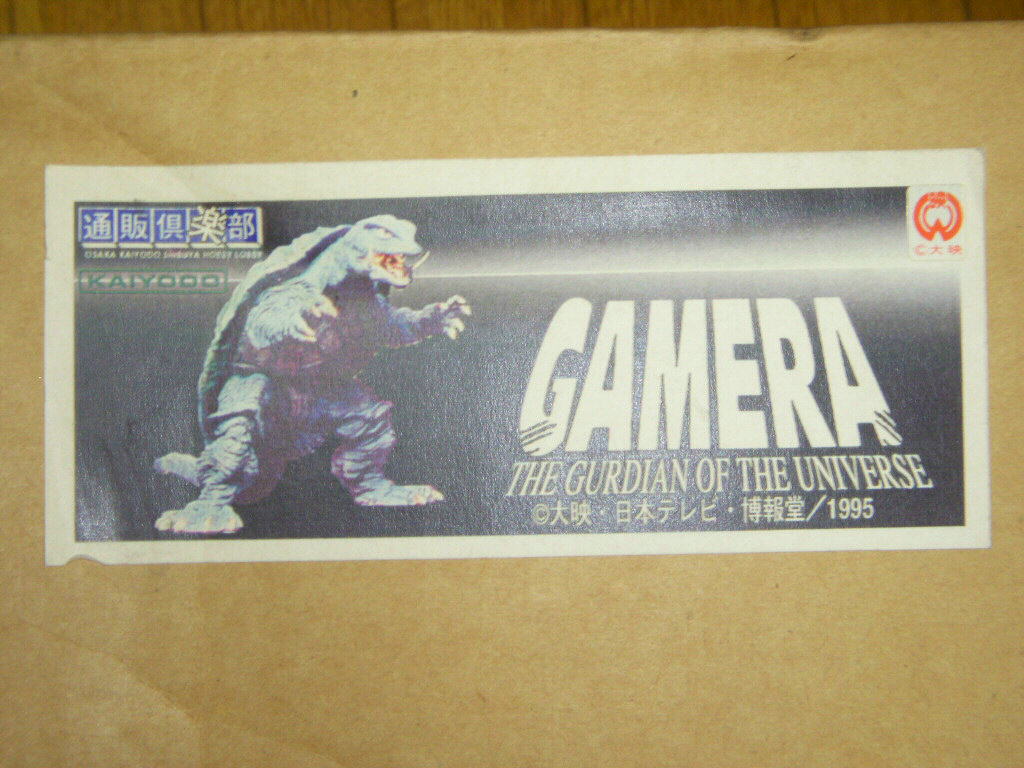 通販倶楽部
OSAKA KAIYODO SHIBUYA HOBBY LOBBY
KAIYODO
©大映
GAMERA
THE GURDIAN OF THE UNIVERSE
©大映・日本テレビ・博報堂/1995